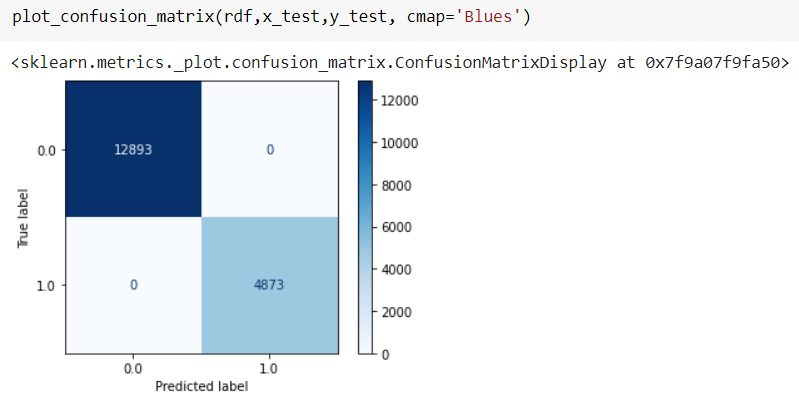 plot_confusion_matrix(rdf,x_test,y_test, cmap='Blues')
<sklearn.metrics._plot.confusion_matrix.ConfusionMatrixDisplay at 0x7f9a07f9fa50>
12000
0.0 12893 0
10000
8000
True label
6000
1.0 0 4873
4000
2000
0
0.0 1.0
Predicted label